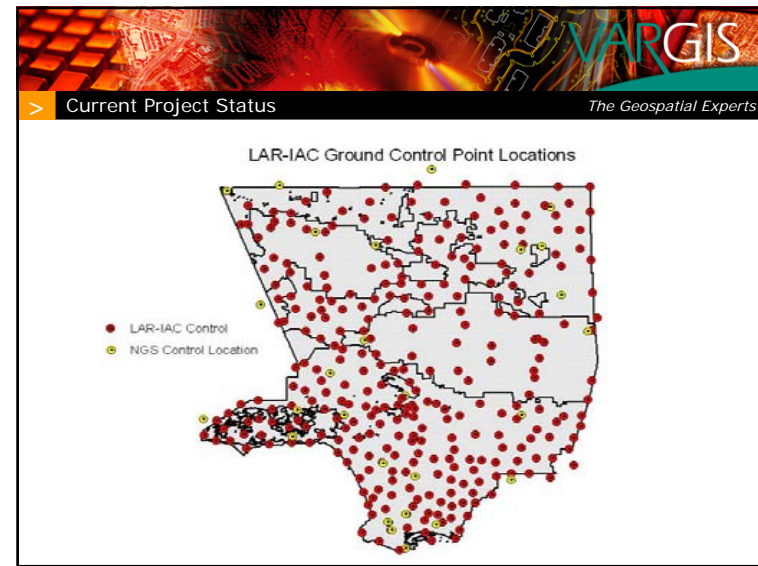 VARGIS
> Current Project Status
The Geospatial Experts
LAR-IAC Ground Control Point Locations
LAR-IAC Control
NGS Control Location